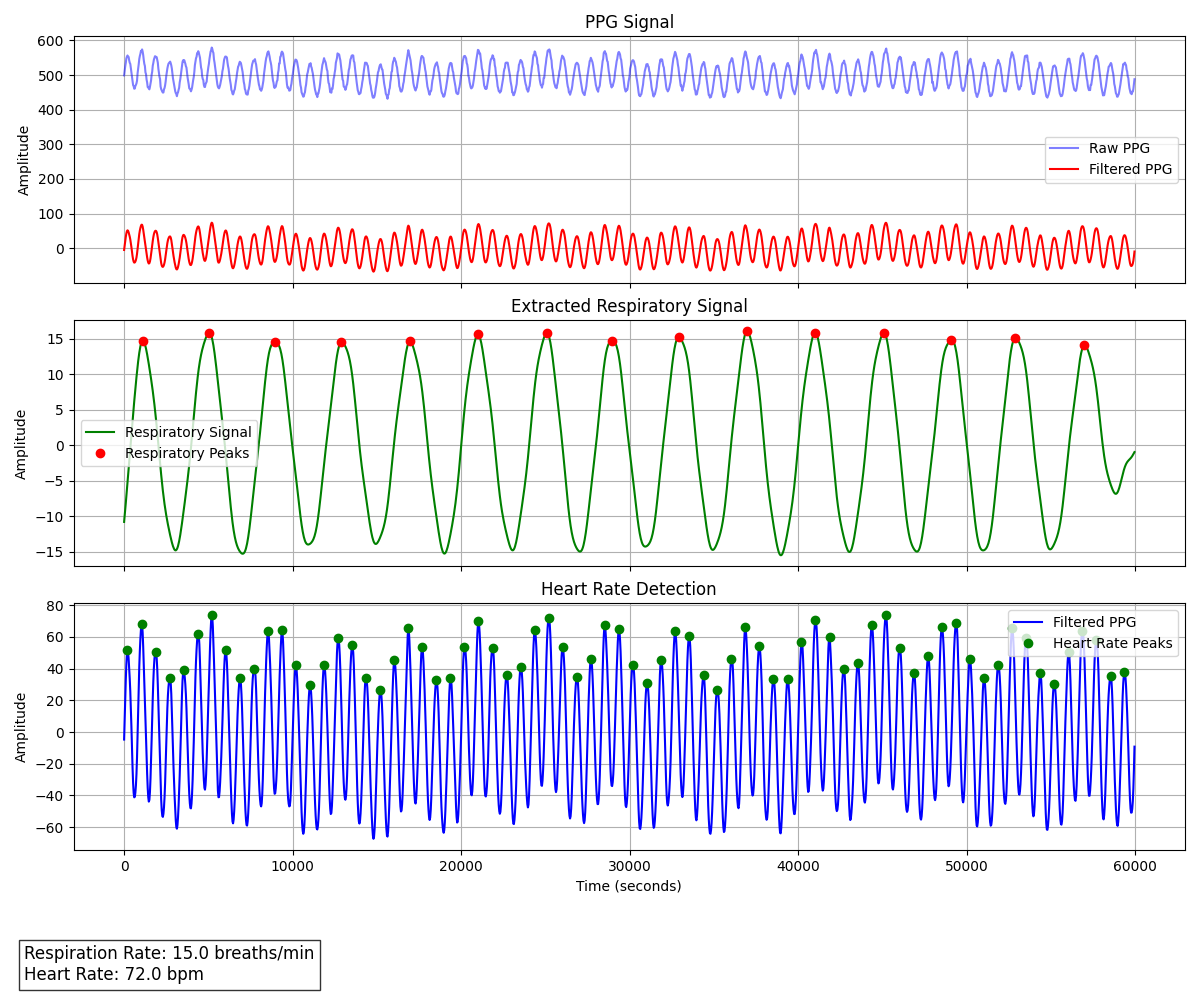 PPG Signal
600
500
400
300
200
100
0
Amplitude
Raw PPG
Filtered PPG
Extracted Respiratory Signal
15
10
5
0
−5
−10
−15
Amplitude
Respiratory Signal
Respiratory Peaks
Heart Rate Detection
80
60
40
20
0
−20
−40
−60
Amplitude
Filtered PPG
Heart Rate Peaks
0 10000 20000 30000 40000 50000 60000
Time (seconds)
Respiration Rate: 15.0 breaths/min
Heart Rate: 72.0 bpm